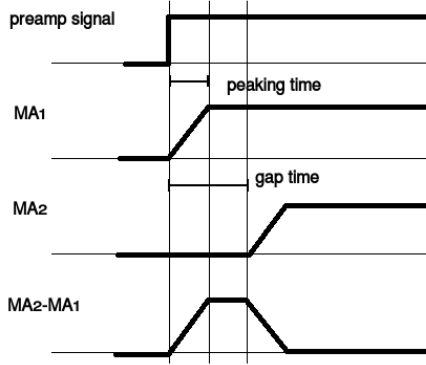 preamp signal
peaking time
MA1
gap time
MA2
MA2-MA1